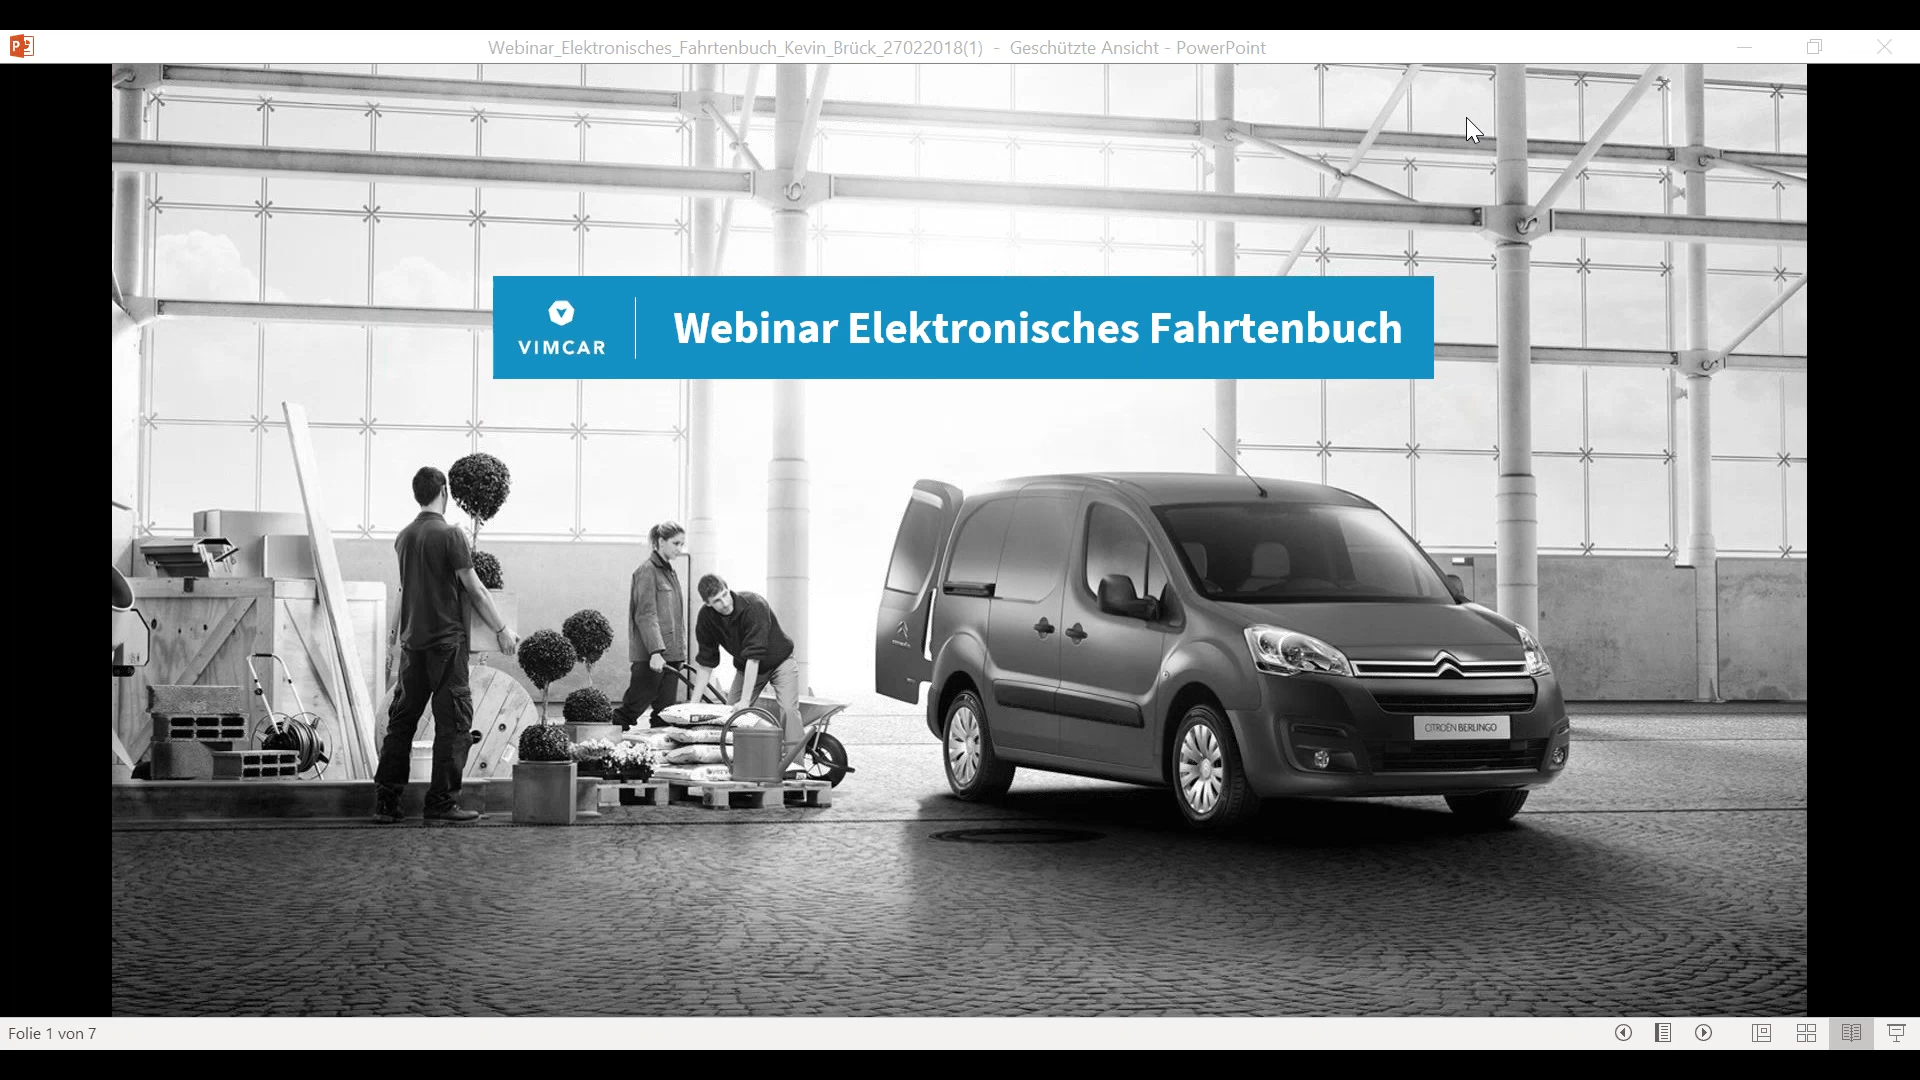 Webinar_Elektronisches_Fahrtenbuch_Kevin_Brück_27022018(1) - Geschützte Ansicht - PowerPoint
VIMCAR
Webinar Elektronisches Fahrtenbuch
CITROËN BERLINGO
Folie 1 von 7